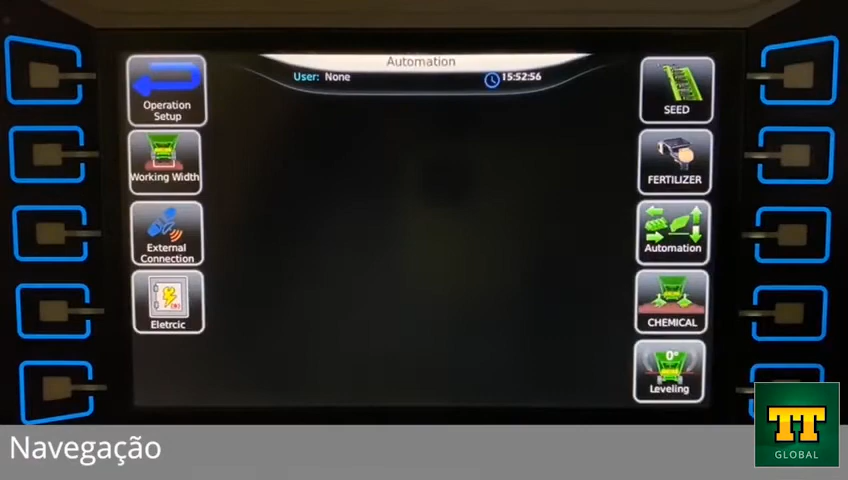 Automation
User: None
15:52:56
Operation
Setup
Working Width
External
Connection
Eletrcic
SEED
FERTILIZER
Automation
CHEMICAL
0°
Leveling
Navegação
TT
GLOBAL